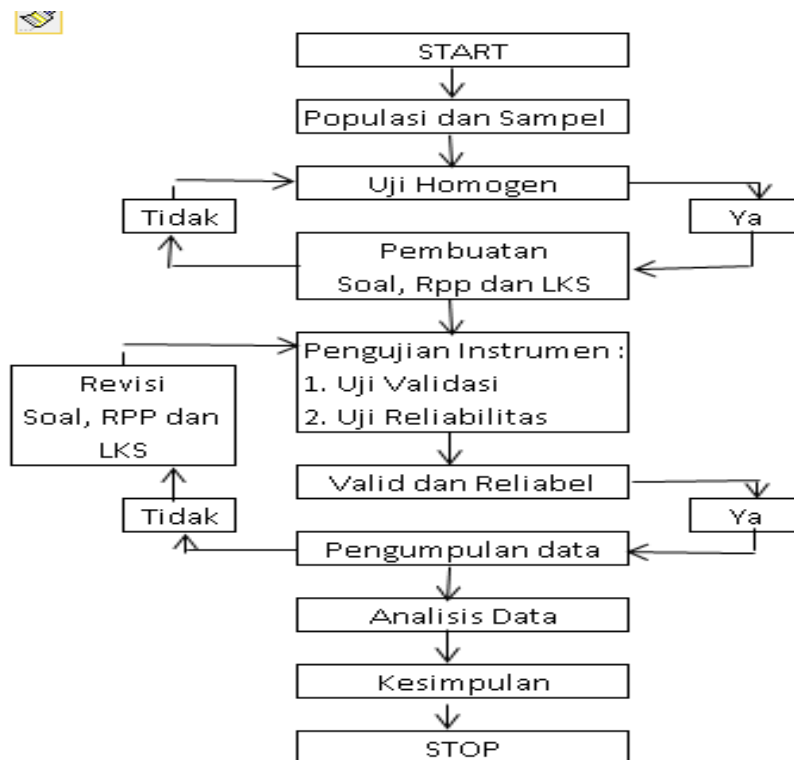 START
Populasi dan Sampel
Uji Homogen
Tidak
Ya
Pembuatan
Soal, Rpp dan LKS
Pengujian Instrumen :
1. Uji Validasi
2. Uji Reliabilitas
Revisi
Soal, RPP dan
LKS
Valid dan Reliabel
Tidak
Ya
Pengumpulan data
Analisis Data
Kesimpulan
STOP